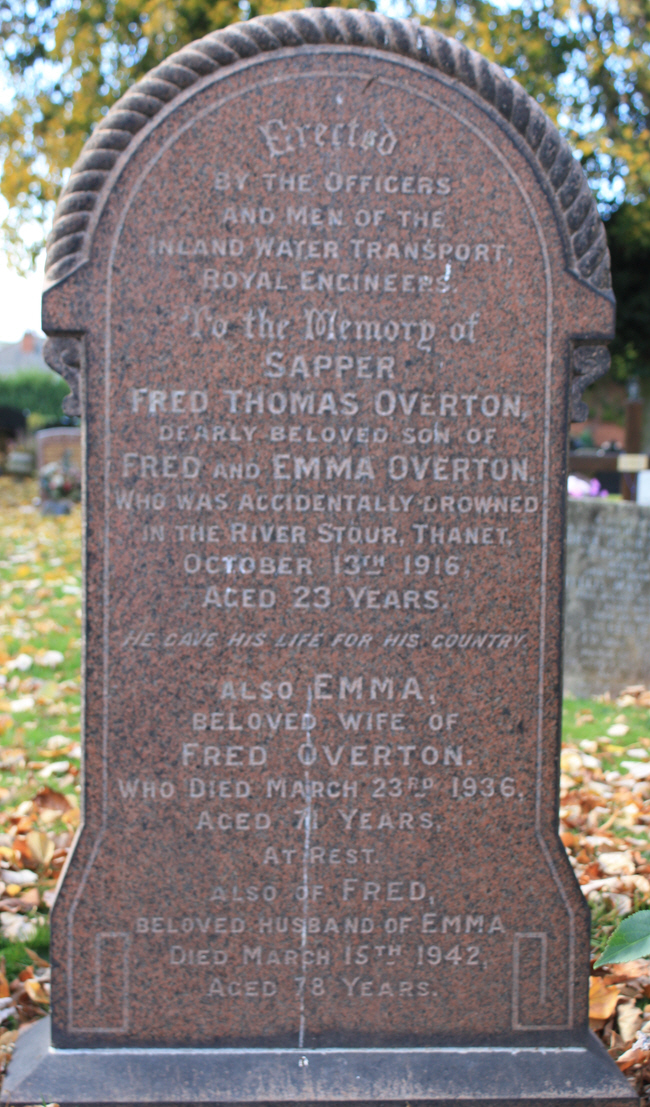 Erected
BY THE OFFICERS
AND MEN OF THE
INLAND WATER TRANSPORT,
ROYAL ENGINEERS.
To the Memory of
SAPPER
FRED THOMAS OVERTON,
DEARLY BELOVED SON OF
FRED AND EMMA OVERTON,
WHO WAS ACCIDENTALLY DROWNED
IN THE RIVER STOUR, THANET,
OCTOBER 13TH 1916,
AGED 23 YEARS.
HE GAVE HIS LIFE FOR HIS COUNTRY.
ALSO EMMA,
BELOVED WIFE OF
FRED OVERTON.
WHO DIED MARCH 23RD 1936,
AGED 71 YEARS.
AT REST.
ALSO OF FRED,
BELOVED HUSBAND OF EMMA
DIED MARCH 15TH 1942,
AGED 78 YEARS.